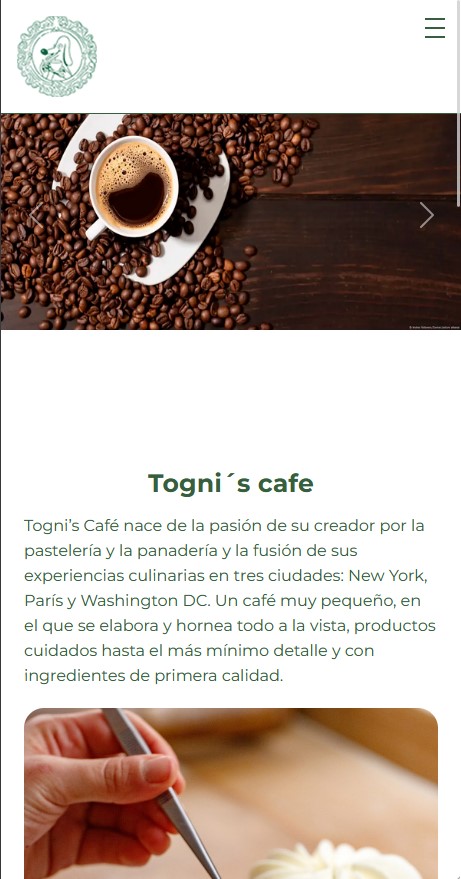 Togni´s cafe
Togni’s Café nace de la pasión de su creador por la
pastelería y la panadería y la fusión de sus
experiencias culinarias en tres ciudades: New York,
París y Washington DC. Un café muy pequeño, en
el que se elabora y hornea todo a la vista, productos
cuidados hasta el más mínimo detalle y con
ingredientes de primera calidad.